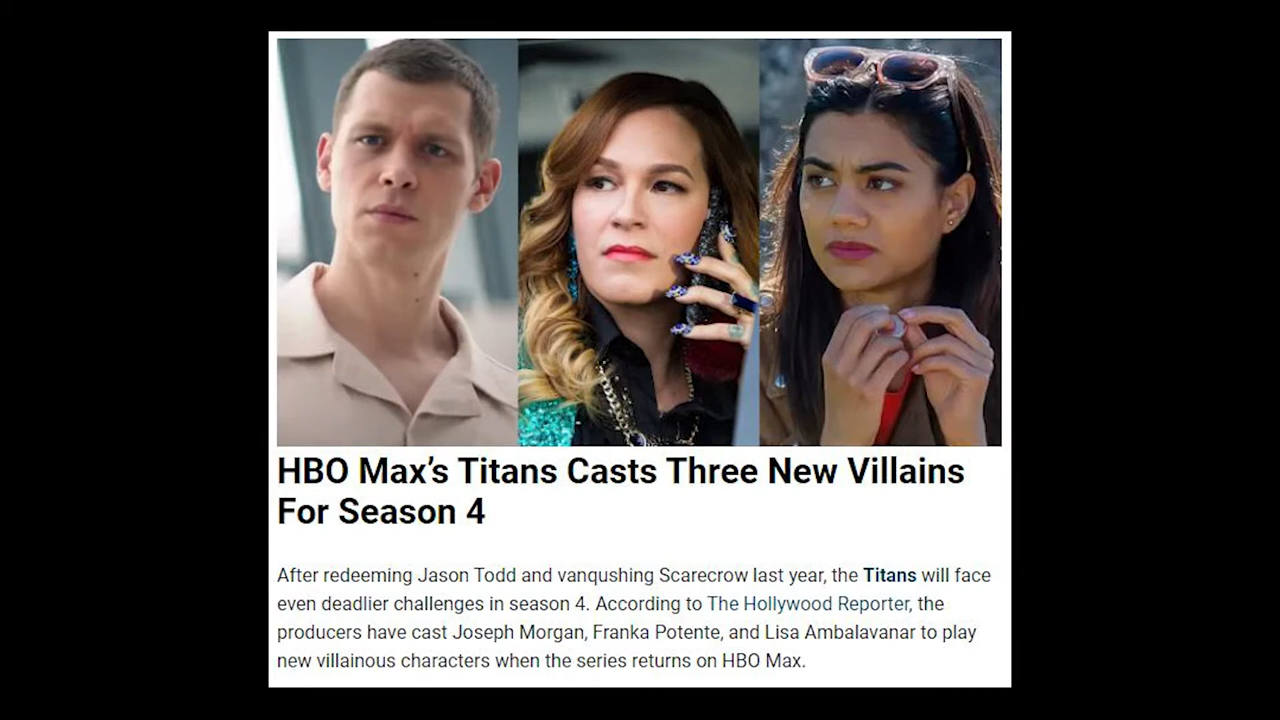 HBO Max’s Titans Casts Three New Villains
For Season 4
After redeeming Jason Todd and vanqushing Scarecrow last year, the Titans will face
even deadlier challenges in season 4. According to The Hollywood Reporter, the
producers have cast Joseph Morgan, Franka Potente, and Lisa Ambalavanar to play
new villainous characters when the series returns on HBO Max.